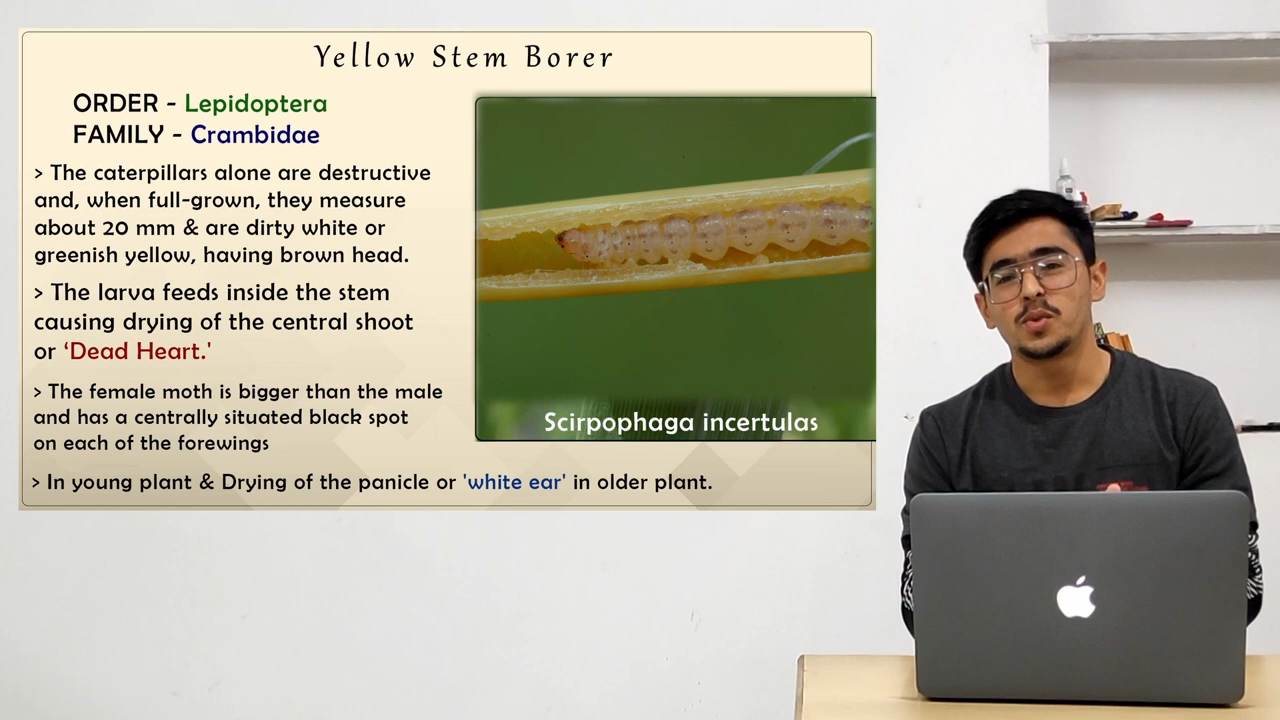 Yellow Stem Borer
ORDER - Lepidoptera
FAMILY - Crambidae
> The caterpillars alone are destructive
and, when full-grown, they measure
about 20 mm & are dirty white or
greenish yellow, having brown head.
> The larva feeds inside the stem
causing drying of the central shoot
or ‘Dead Heart.'
> The female moth is bigger than the male
and has a centrally situated black spot
on each of the forewings
> In young plant & Drying of the panicle or 'white ear' in older plant.
Scirpophaga incertulas